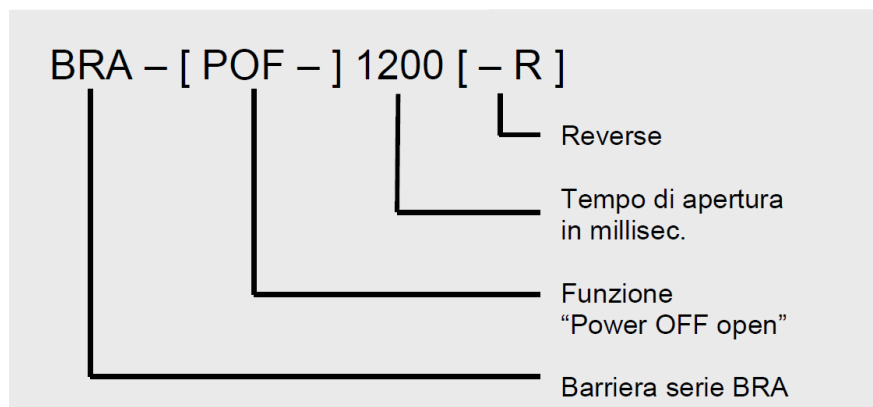 BRA – [ POF – ] 1200 [ – R ]
Reverse
Tempo di apertura
in millisec.
Funzione
“Power OFF open”
Barriera serie BRA